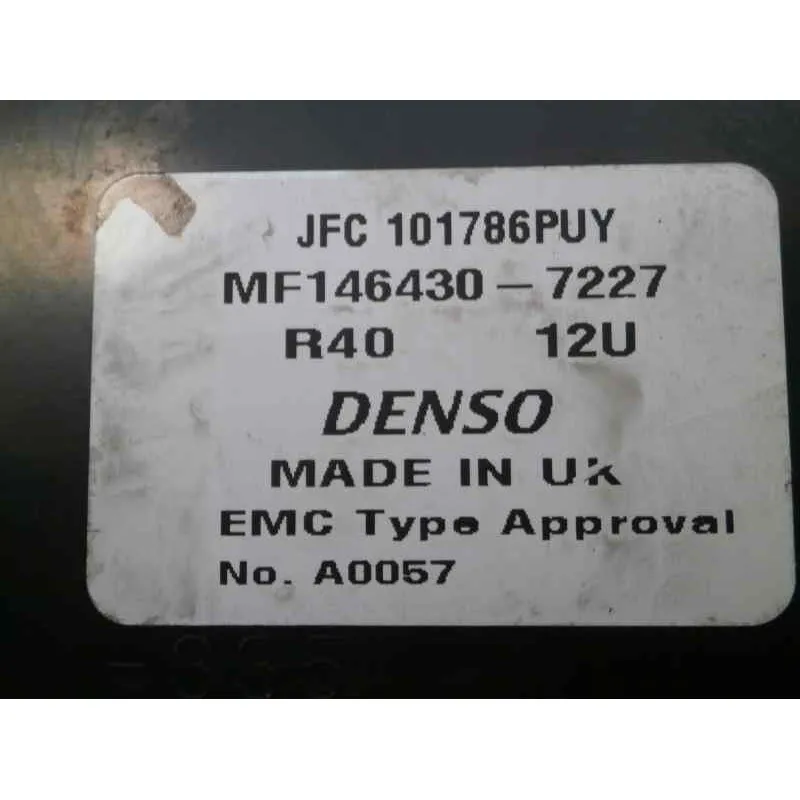 JFC 101786PUY
MF146430-7227
R40 12U
DENSO
MADE IN UK
EMC Type Approval
No. A0057